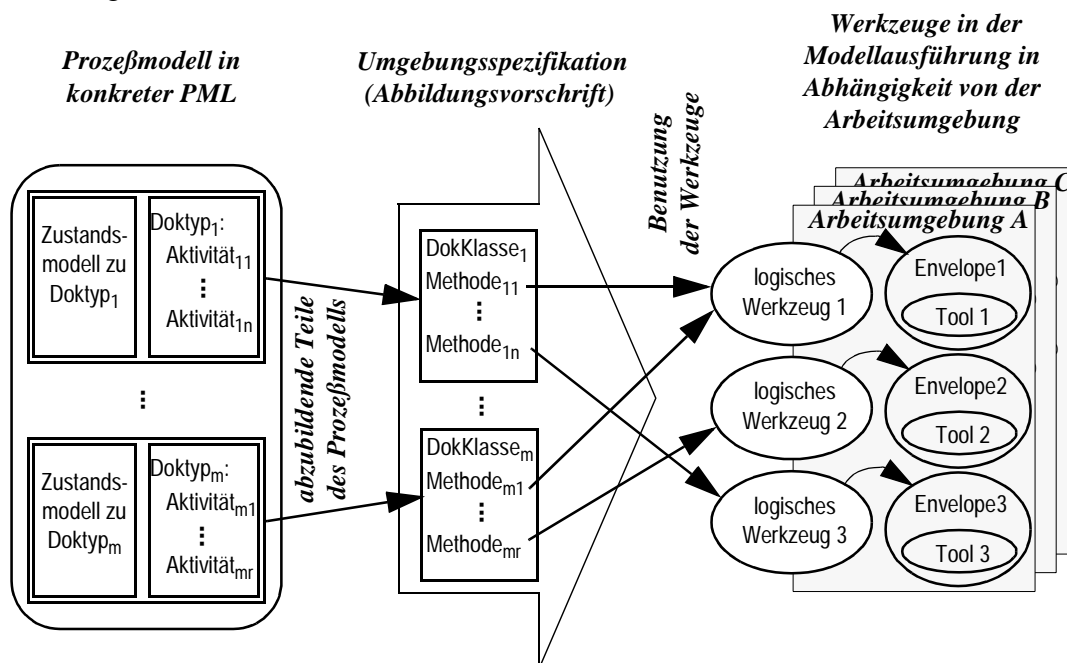 Prozeßmodell in
konkreter PML
Umgebungsspezifikation
(Abbildungsvorschrift)
Werkzeuge in der
Modellausführung in
Abhängigkeit von der
Arbeitsumgebung
Benutzung
der Werkzeuge
Arbeitsumgebung C
Arbeitsumgebung B
Arbeitsumgebung A
Zustands-
modell zu
Doktyp1
Doktyp1:
Aktivität11
⋮
Aktivität1n
⋮
Zustands-
modell zu
Doktypm
Doktypm:
Aktivitätm1
⋮
Aktivitätmr
abzubildende Teile
des Prozeßmodells
DokKlasse1
Methode11
⋮
Methode1n
⋮
DokKlassem
Methodem1
⋮
Methodemr
logisches
Werkzeug 1
Envelope1
Tool 1
logisches
Werkzeug 2
Envelope2
Tool 2
logisches
Werkzeug 3
Envelope3
Tool 3